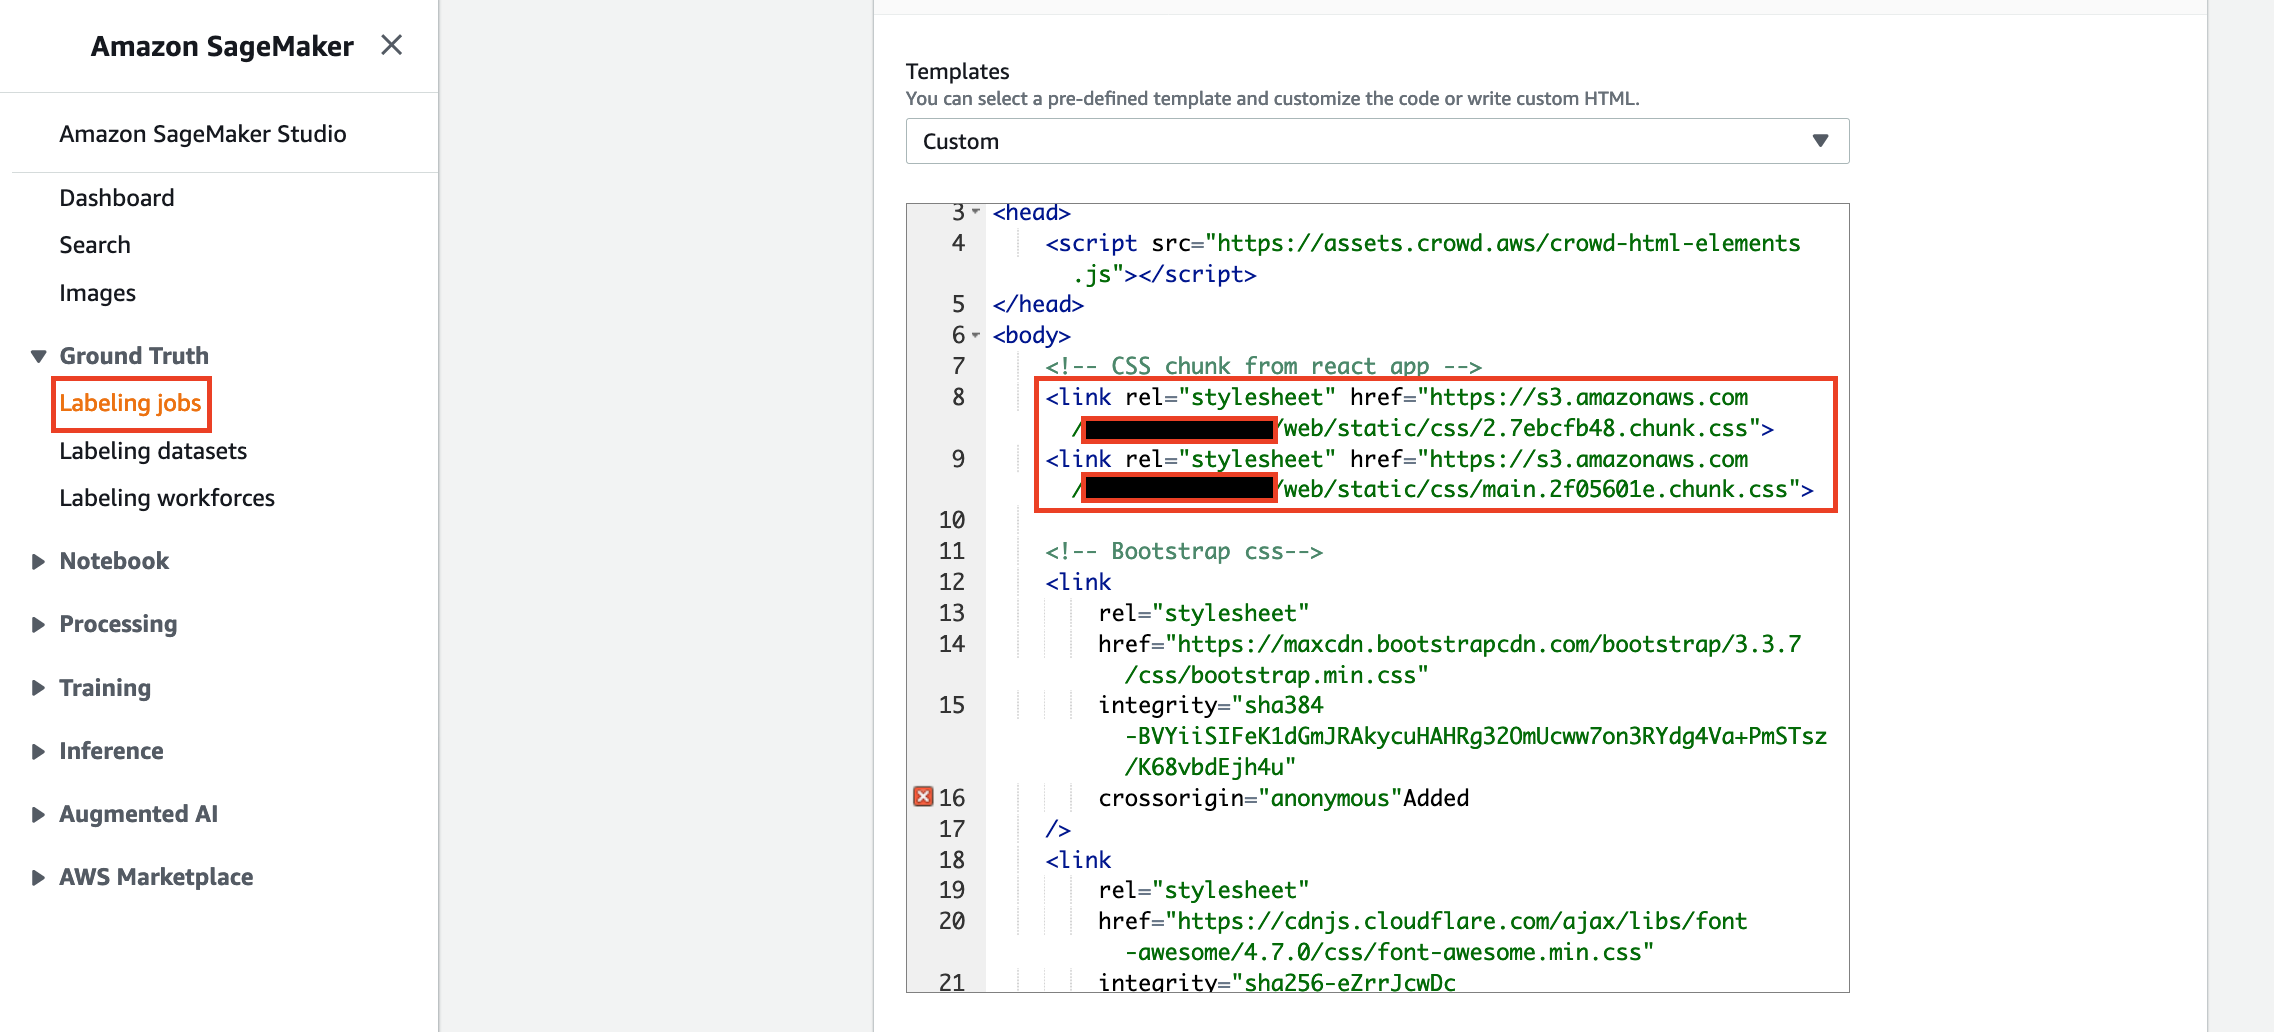 Amazon SageMaker
Amazon SageMaker Studio
Dashboard
Search
Images
Ground Truth
Labeling jobs
Labeling datasets
Labeling workforces
Notebook
Processing
Training
Inference
Augmented AI
AWS Marketplace
Templates
You can select a pre-defined template and customize the code or write custom HTML.
Custom
3 <head>
4 <script src="https://assets.crowd.aws/crowd-html-elements
.js"></script>
5 </head>
6 <body>
7 <!-- CSS chunk from react app -->
8 <link rel="stylesheet" href="https://s3.amazonaws.com
/ /web/static/css/2.7ebcfb48.chunk.css">
9 <link rel="stylesheet" href="https://s3.amazonaws.com
/ /web/static/css/main.2f05601e.chunk.css">
10
11 <!-- Bootstrap css-->
12 <link
13 rel="stylesheet"
14 href="https://maxcdn.bootstrapcdn.com/bootstrap/3.3.7
/css/bootstrap.min.css"
15 integrity="sha384
-BVYiiSIFeK1dGmJRAkycuHAHRg32OmUcww7on3RYdg4Va+PmSTsz
/K68vbdEjh4u"
16 crossorigin="anonymous"Added
17 />
18 <link
19 rel="stylesheet"
20 href="https://cdnjs.cloudflare.com/ajax/libs/font
-awesome/4.7.0/css/font-awesome.min.css"
21 integrity="sha256-eZrrJcwDc